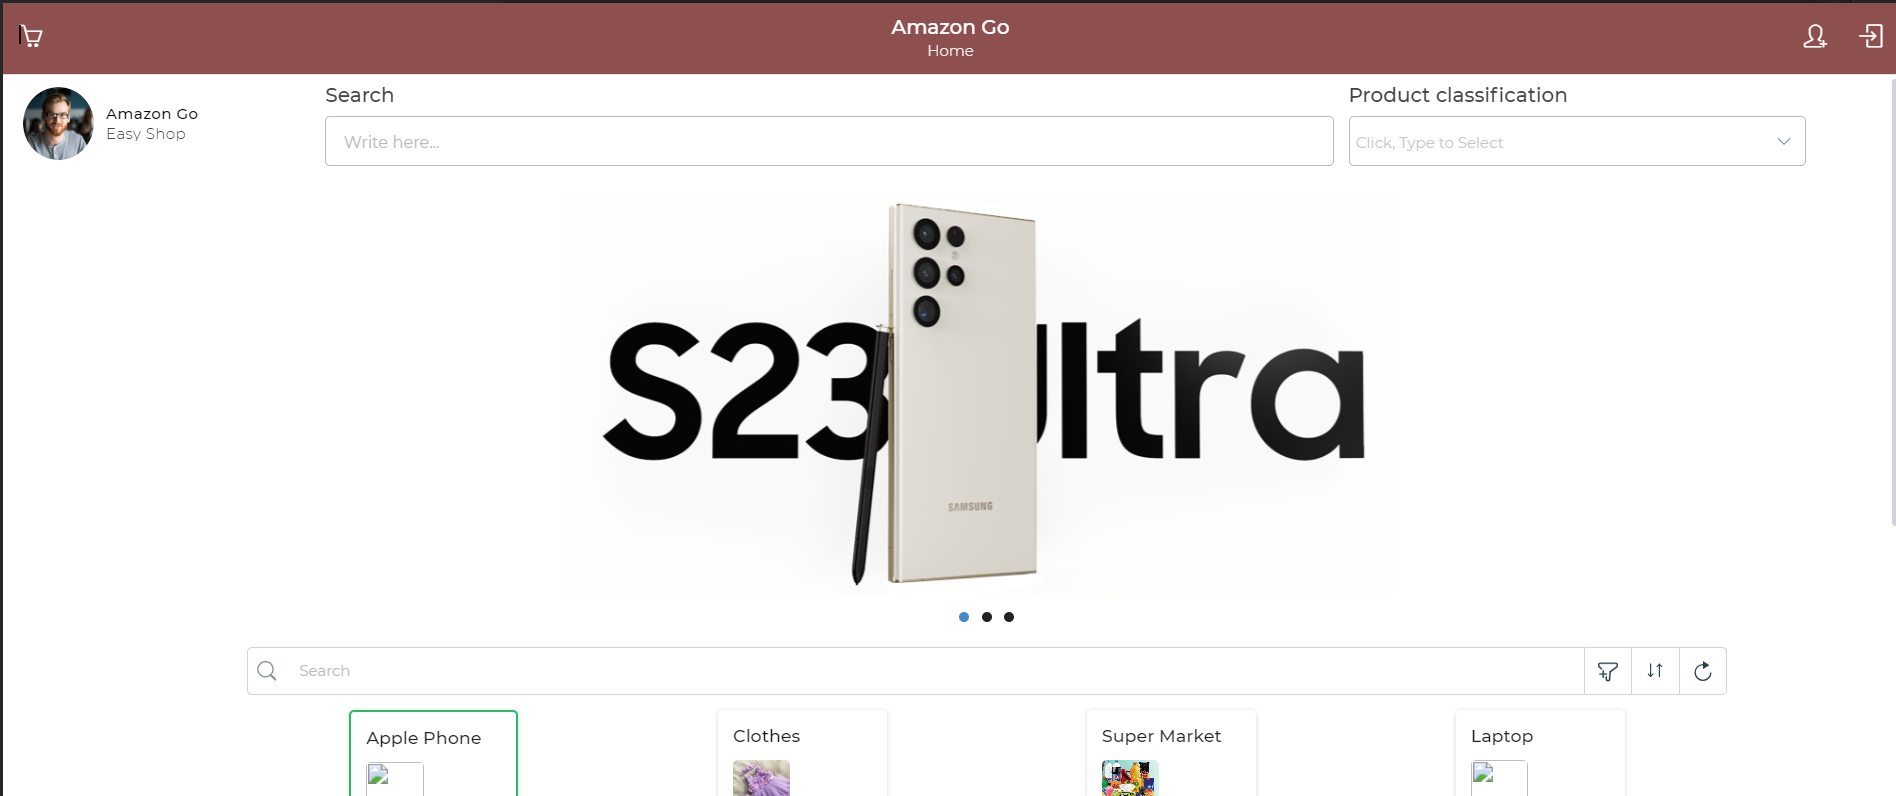 Amazon Go
Home
Amazon Go
Easy Shop
Search
Write here...
Product classification
Click, Type to Select
S23 Ultra
SAMSUNG
Search
Apple Phone
Clothes
Super Market
Laptop